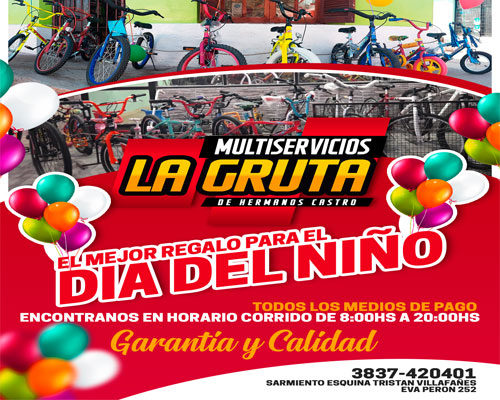 MULTISERVICIOS
LA GRUTA
DE HERMANOS CASTRO
EL MEJOR REGALO PARA EL
DIA DEL NIÑO
TODOS LOS MEDIOS DE PAGO
ENCONTRANOS EN HORARIO CORRIDO DE 8:00HS A 20:00HS
Garantía y Calidad
3837-420401
SARMIENTO ESQUINA TRISTAN VILLAFAÑES
EVA PERON 252